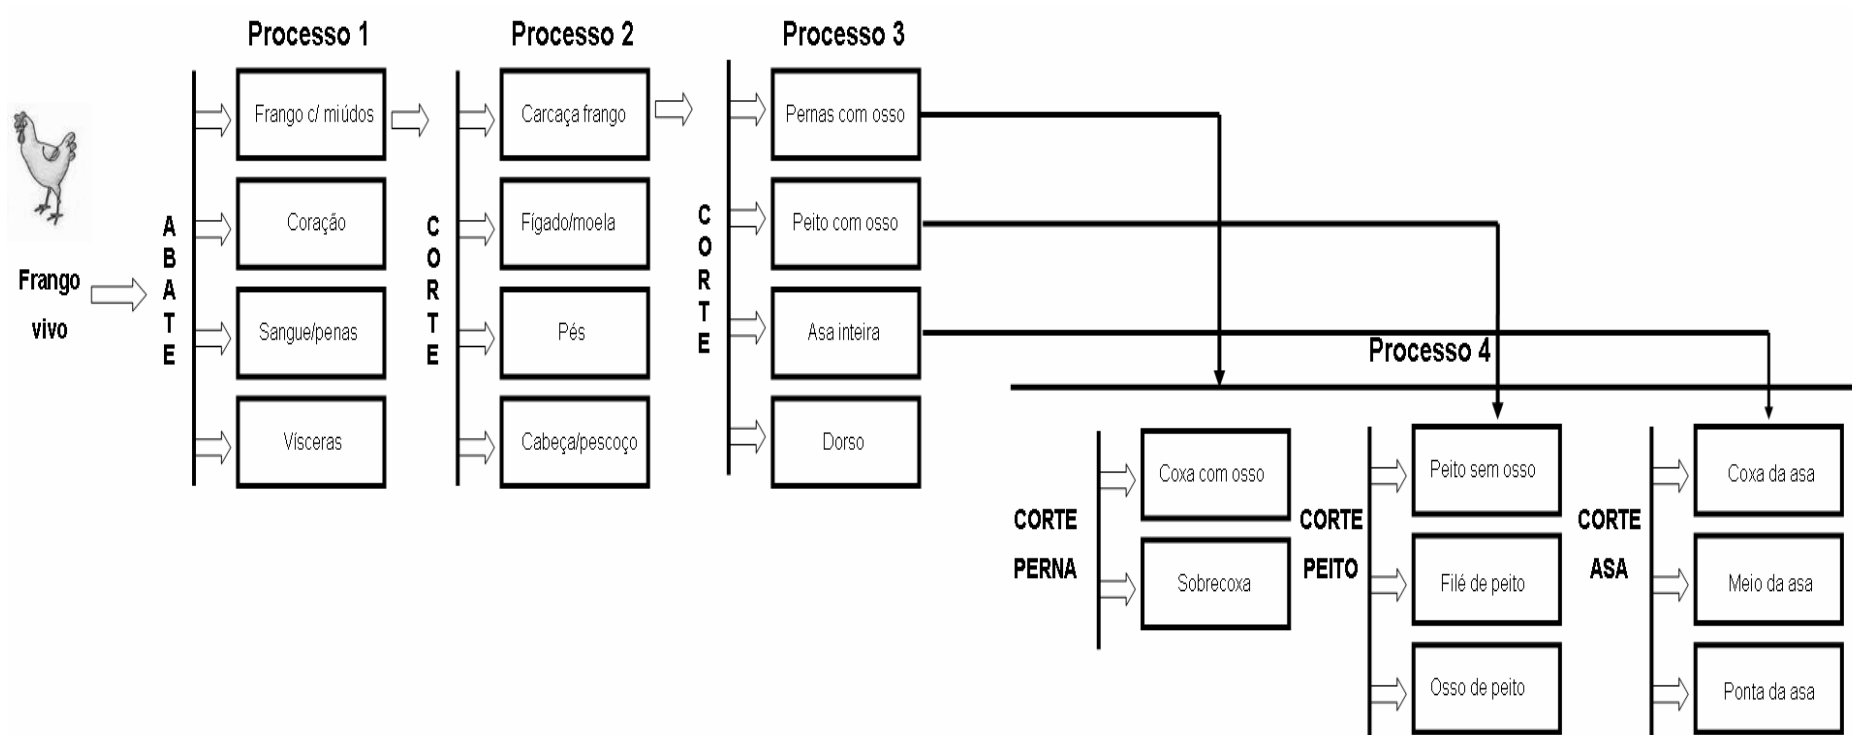 Processo 1
Processo 2
Processo 3
Frango
vivo
ABATE
Frango c/ miúdos
Coração
Sangue/penas
Vísceras
CORTE
Carcaça frango
Fígado/moela
Pés
Cabeça/pescoço
CORTE
Pernas com osso
Peito com osso
Asa inteira
Dorso
Processo 4
CORTE
PERNA
Coxa com osso
Sobrecoxa
CORTE
PEITO
Peito sem osso
Filé de peito
Osso de peito
CORTE
ASA
Coxa da asa
Meio da asa
Ponta da asa